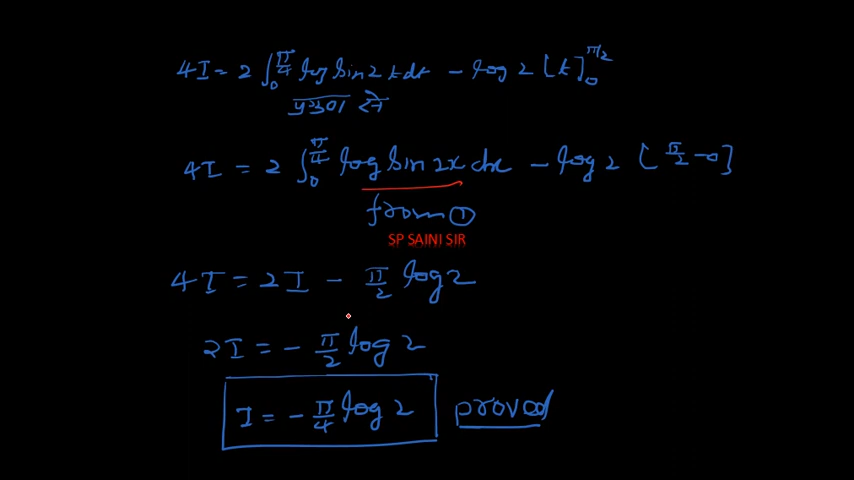 4I = 2 ∫₀^{π/4} log sin 2t dt − log 2 [t]₀^{π/2}
4I = 2 ∫₀^{π/4} log sin 2x dx − log 2 [π/2 − 0]
from ①
SP SAINI SIR
4I = 2I − π/2 log 2
2I = − π/2 log 2
I = − π/4 log 2 proved